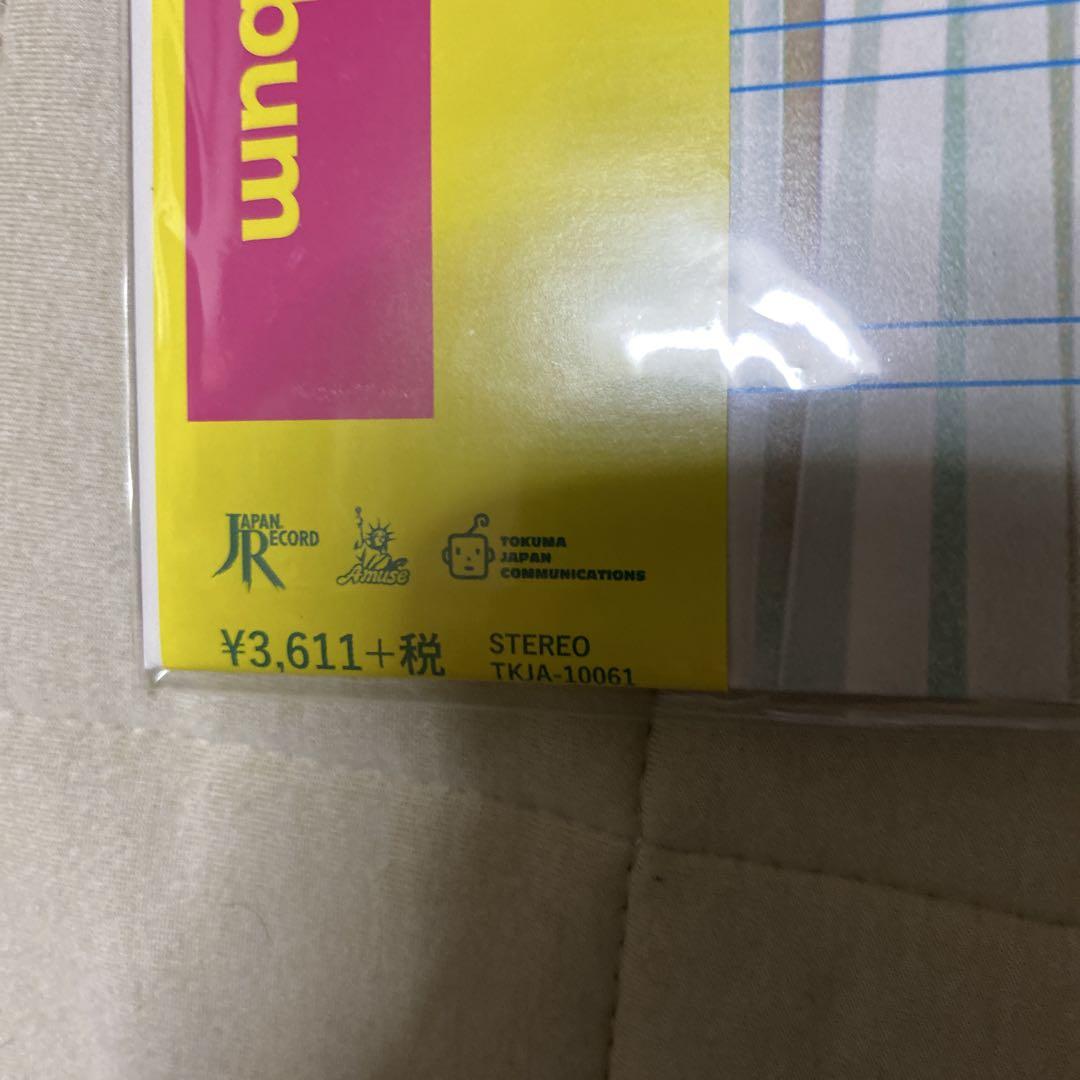 JAPAN RECORD
Amuse
TOKUMA
JAPAN
COMMUNICATIONS
¥3,611+税
STEREO
TKJA-10061